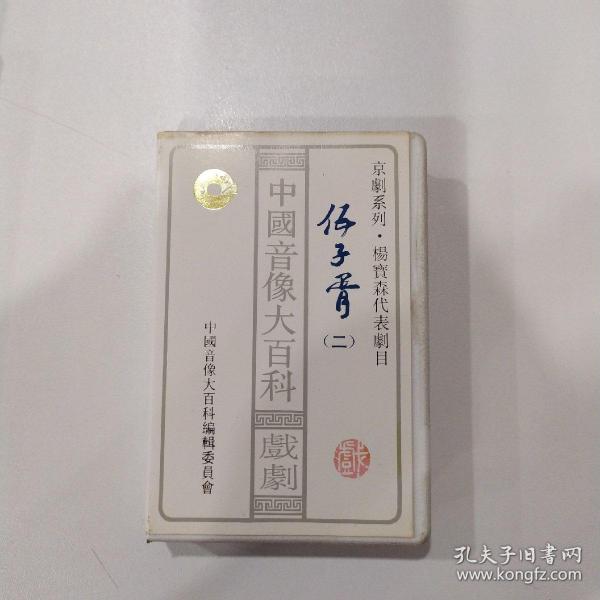 京劇系列·楊寶森代表劇目
伍子胥
(二)
中國音像大百科
戲劇
中國音像大百科編輯委員會
戲
孔夫子旧书网
www.kongfz.com